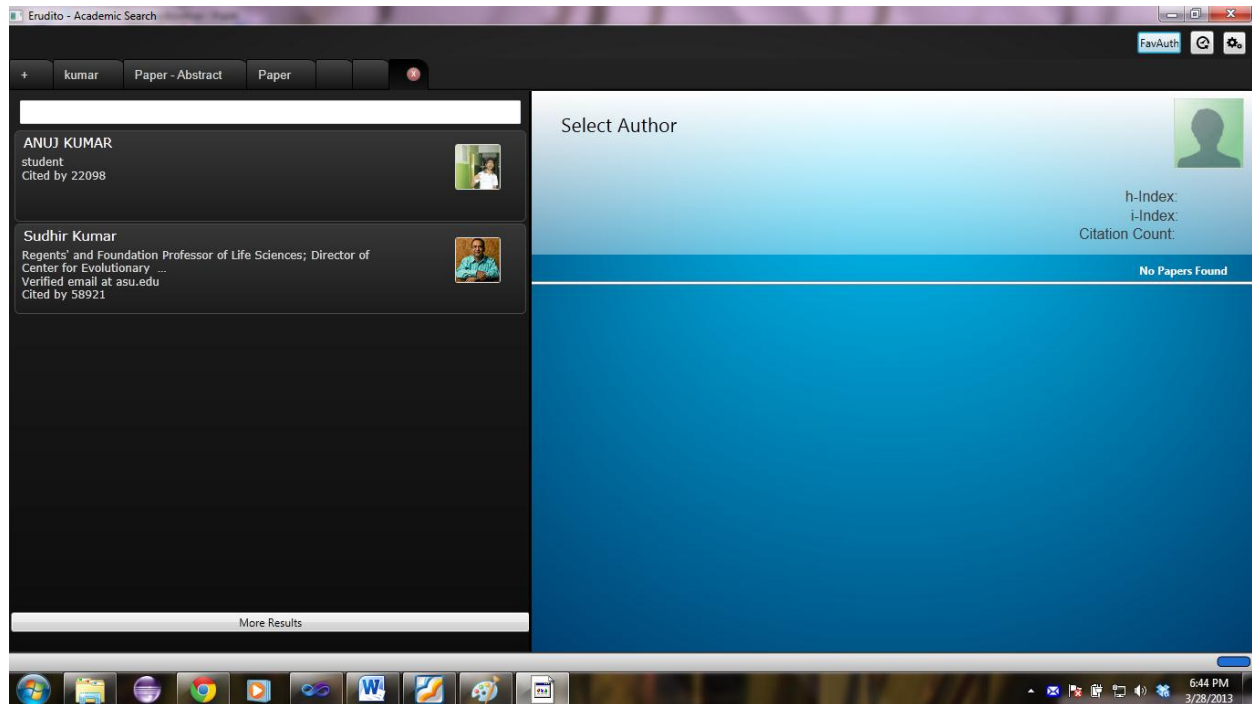 Erudito - Academic Search
FavAuth
+ kumar Paper - Abstract Paper
ANUJ KUMAR
student
Cited by 22098
Sudhir Kumar
Regents' and Foundation Professor of Life Sciences; Director of
Center for Evolutionary ...
Verified email at asu.edu
Cited by 58921
More Results
Select Author
h-Index:
i-Index:
Citation Count:
No Papers Found
6:44 PM
3/28/2013